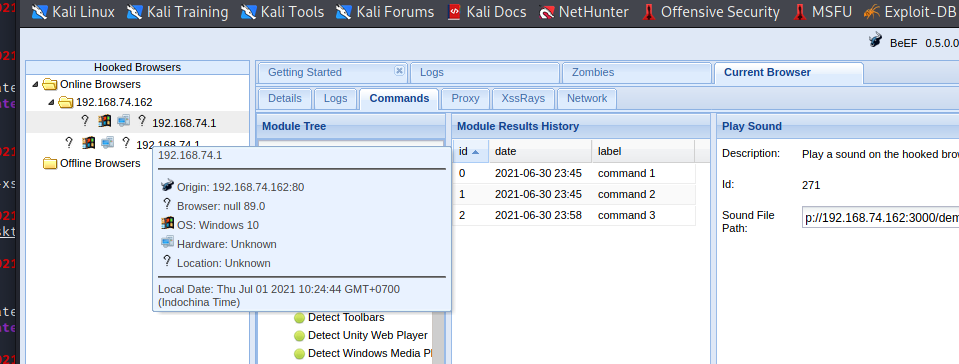 Kali Linux Kali Training Kali Tools Kali Forums Kali Docs NetHunter Offensive Security MSFU Exploit-DB
BeEF 0.5.0.0
Hooked Browsers
Getting Started Logs Zombies Current Browser
Online Browsers
192.168.74.162
Details Logs Commands Proxy XssRays Network
192.168.74.1
192.168.74.1
Offline Browsers
Module Tree
Module Results History
Play Sound
id date label
0 2021-06-30 23:45 command 1
1 2021-06-30 23:45 command 2
2 2021-06-30 23:58 command 3
Description: Play a sound on the hooked brow
Id: 271
Sound File Path: p://192.168.74.162:3000/dem
192.168.74.1
Origin: 192.168.74.162:80
Browser: null 89.0
OS: Windows 10
Hardware: Unknown
Location: Unknown
Local Date: Thu Jul 01 2021 10:24:44 GMT+0700
(Indochina Time)
Detect Toolbars
Detect Unity Web Player
Detect Windows Media Pl